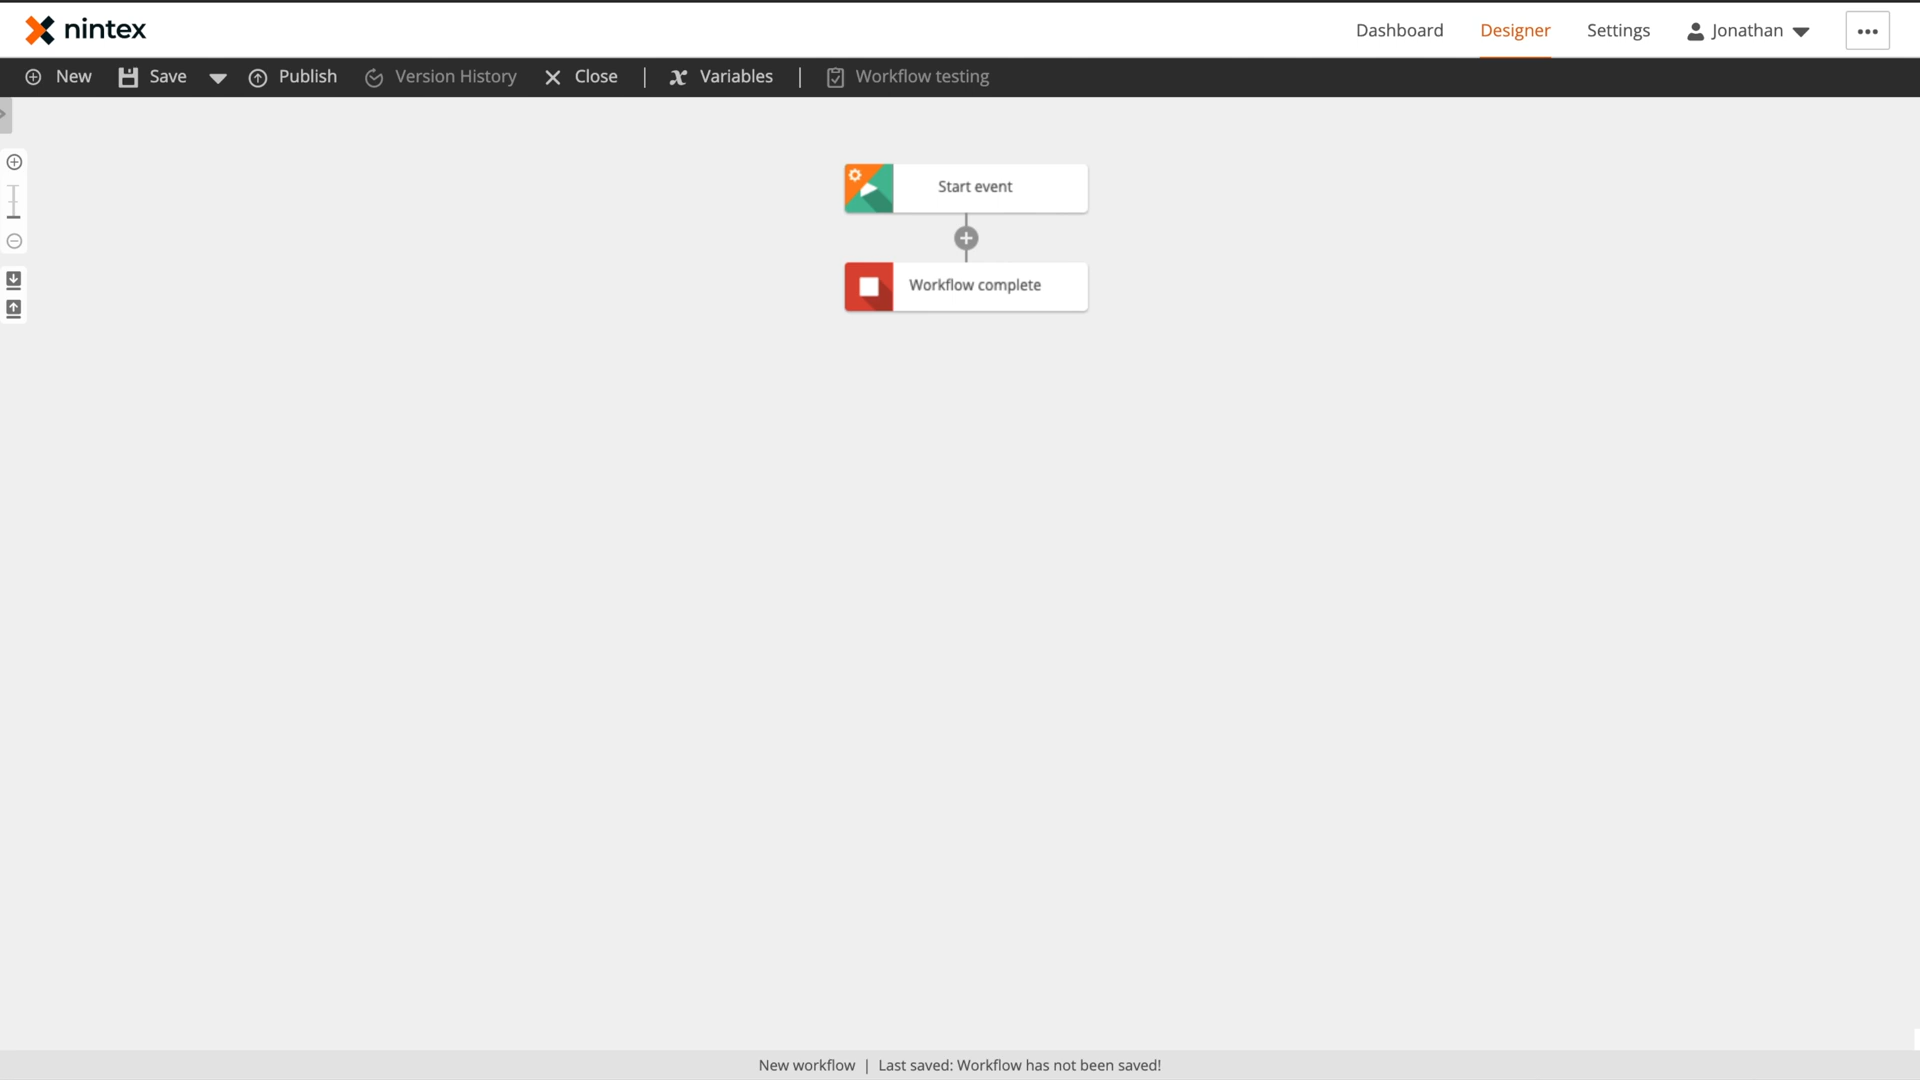 nintex
Dashboard Designer Settings Jonathan
New Save Publish Version History Close | Variables | Workflow testing
Start event
Workflow complete
New workflow | Last saved: Workflow has not been saved!